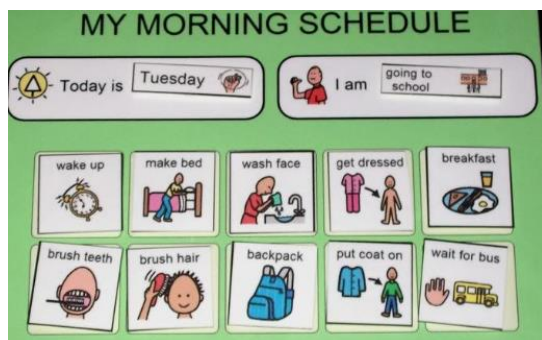 MY MORNING SCHEDULE
Today is Tuesday
I am going to school
wake up
make bed
wash face
get dressed
breakfast
brush teeth
brush hair
backpack
put coat on
wait for bus